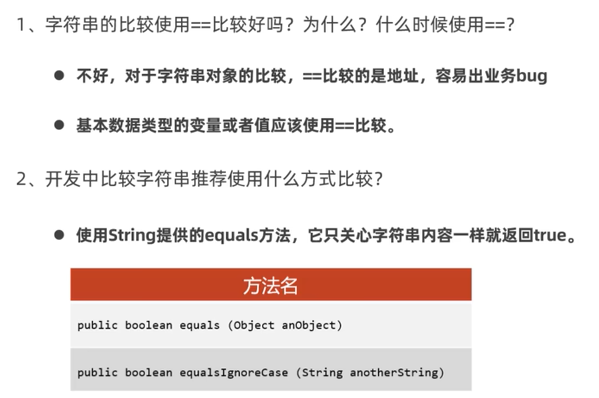 1、字符串的比较使用==比较好吗？为什么？什么时候使用==？
● 不好，对于字符串对象的比较，==比较的是地址，容易出业务bug
● 基本数据类型的变量或者值应该使用==比较。
2、开发中比较字符串推荐使用什么方式比较？
● 使用String提供的equals方法，它只关心字符串内容一样就返回true。
方法名
public boolean equals (Object anObject)
public boolean equalsIgnoreCase (String anotherString)